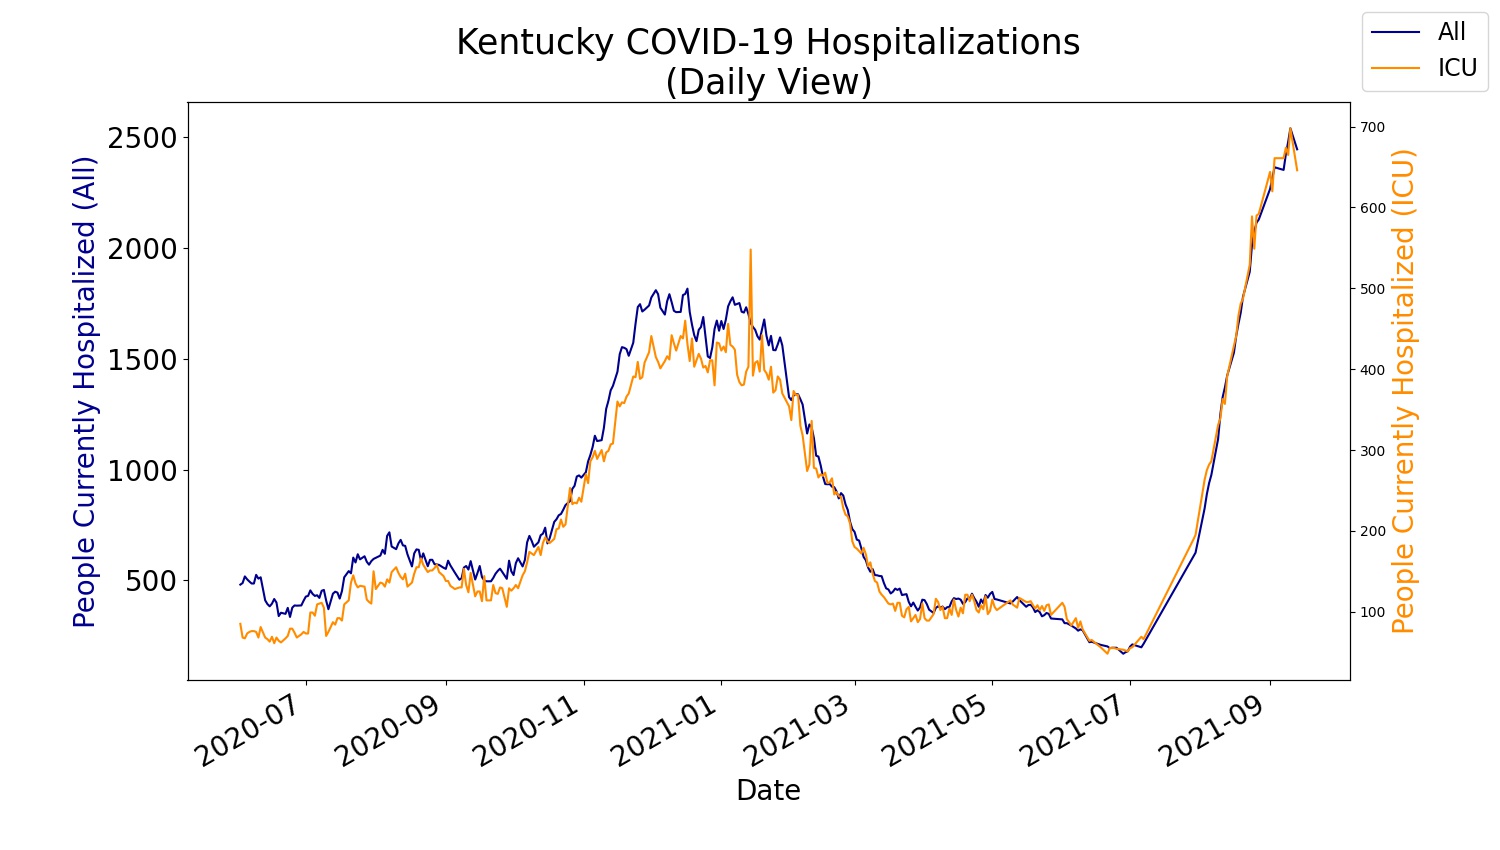 Kentucky COVID-19 Hospitalizations
(Daily View)
All
ICU
People Currently Hospitalized (All)
2500
2000
1500
1000
500
700
600
500
400
300
200
100
People Currently Hospitalized (ICU)
2020-07
2020-09
2020-11
2021-01
2021-03
2021-05
2021-07
2021-09
Date